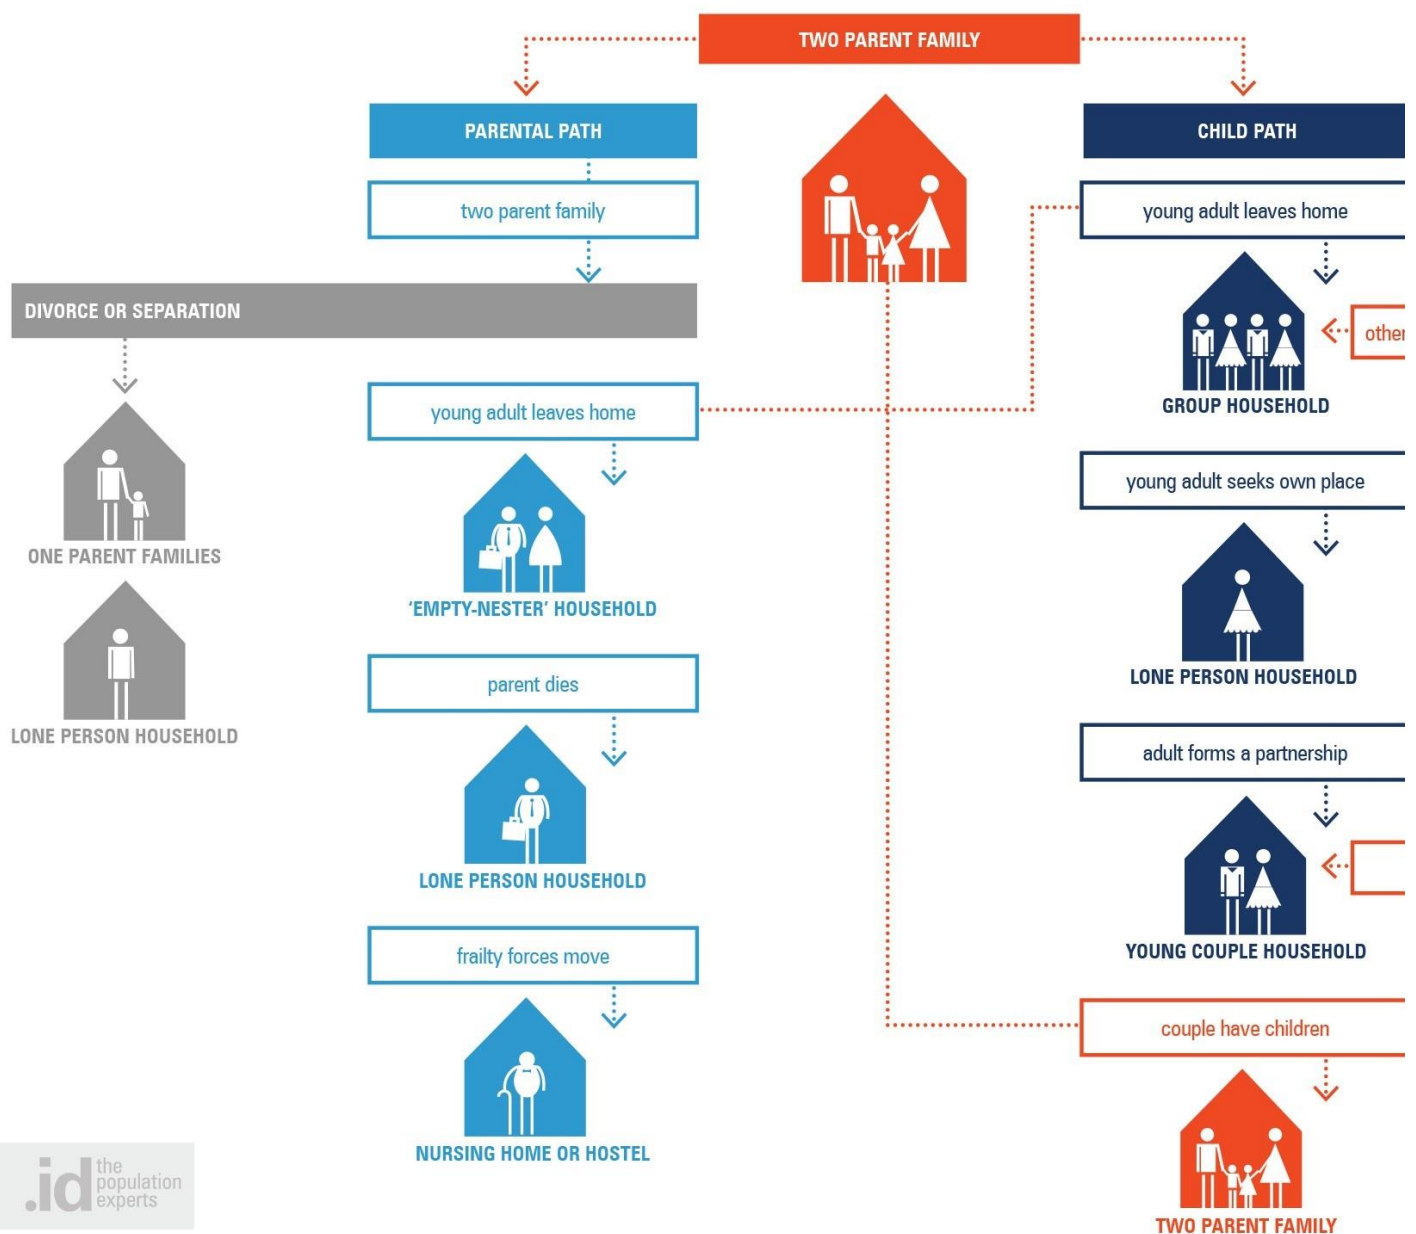 TWO PARENT FAMILY
PARENTAL PATH
two parent family
DIVORCE OR SEPARATION
ONE PARENT FAMILIES
LONE PERSON HOUSEHOLD
young adult leaves home
'EMPTY-NESTER' HOUSEHOLD
parent dies
LONE PERSON HOUSEHOLD
frailty forces move
NURSING HOME OR HOSTEL
CHILD PATH
young adult leaves home
other
GROUP HOUSEHOLD
young adult seeks own place
LONE PERSON HOUSEHOLD
adult forms a partnership
YOUNG COUPLE HOUSEHOLD
couple have children
TWO PARENT FAMILY
.id
the
population
experts